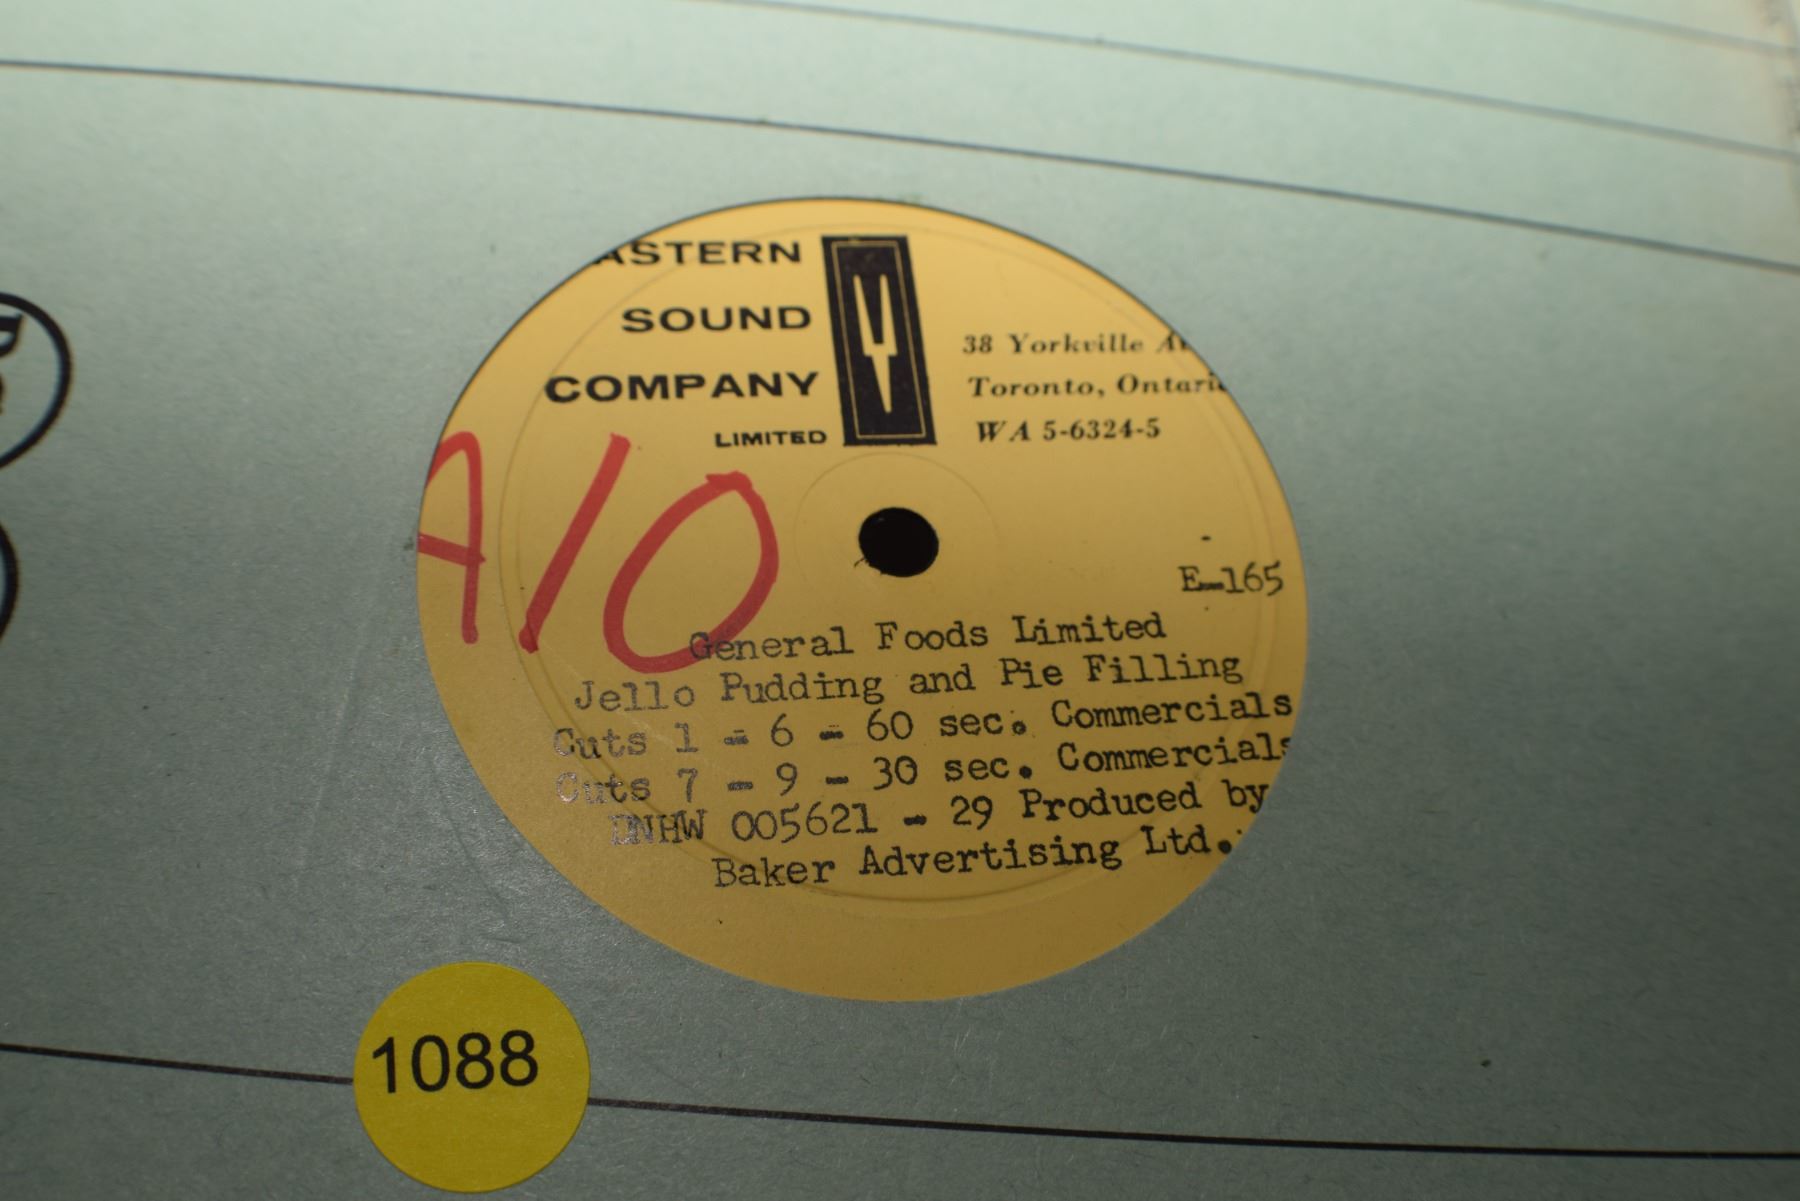 ASTERN
SOUND
COMPANY
LIMITED
38 Yorkville Av
Toronto, Ontario
WA 5-6324-5
A10
E-165
General Foods Limited
Jello Pudding and Pie Filling
Cuts 1 - 6 - 60 sec. Commercials
Cuts 7 - 9 - 30 sec. Commercials
DNHW 005621 - 29 Produced by
Baker Advertising Ltd.
1088